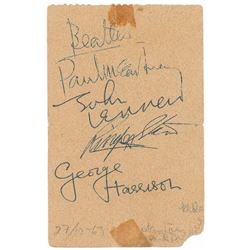 Beatles
Paul McCartney
John
Lennon
Ringo Starr
George
Harrison